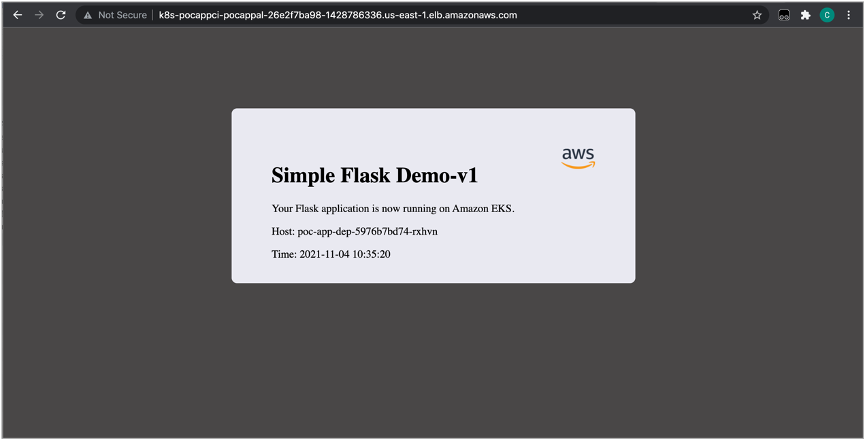 Not Secure k8s-pocappci-pocappal-26e2f7ba98-1428786336.us-east-1.elb.amazonaws.com
C
aws
Simple Flask Demo-v1
Your Flask application is now running on Amazon EKS.
Host: poc-app-dep-5976b7bd74-rxhvn
Time: 2021-11-04 10:35:20